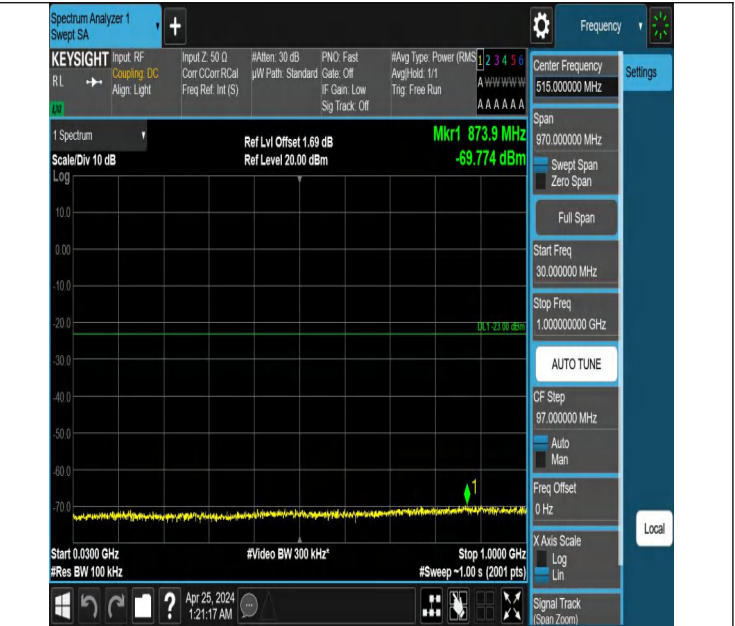 Spectrum Analyzer 1
Swept SA
+
Frequency
KEYSIGHT
Input: RF
Input Z: 50 Ω
#Atten: 30 dB
PNO: Fast
#Avg Type: Power (RMS
1 2 3 4 5 6
RL
Coupling: DC
Corr CCorr RCal
µW Path: Standard
Gate: Off
Avg|Hold: 1/1
A W W W W W
Align: Light
Freq Ref: Int (S)
IF Gain: Low
Trig: Free Run
Sig Track: Off
A A A A A A
1 Spectrum
Ref Lvl Offset 1.69 dB
Mkr1 873.9 MHz
Scale/Div 10 dB
Ref Level 20.00 dBm
-69.774 dBm
Log
10.0
0.00
-10.0
-20.0
DL1 -23.00 dBm
-30.0
-40.0
-50.0
-60.0
1
-70.0
Start 0.0300 GHz
#Video BW 300 kHz*
Stop 1.0000 GHz
#Res BW 100 kHz
#Sweep ~1.00 s (2001 pts)
?
Apr 25, 2024
1:21:17 AM
Center Frequency
515.000000 MHz
Span
970.000000 MHz
Swept Span
Zero Span
Full Span
Start Freq
30.000000 MHz
Stop Freq
1.000000000 GHz
AUTO TUNE
CF Step
97.000000 MHz
Auto
Man
Freq Offset
0 Hz
X Axis Scale
Log
Lin
Signal Track
(Span Zoom)
Settings
Local